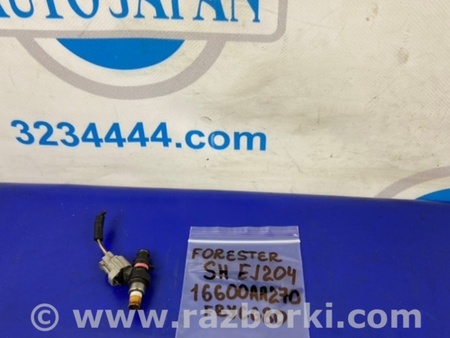 AUTO JAPAN
3234444.com
FORESTER
SH EJ204
16600AA270
www.razborki.com